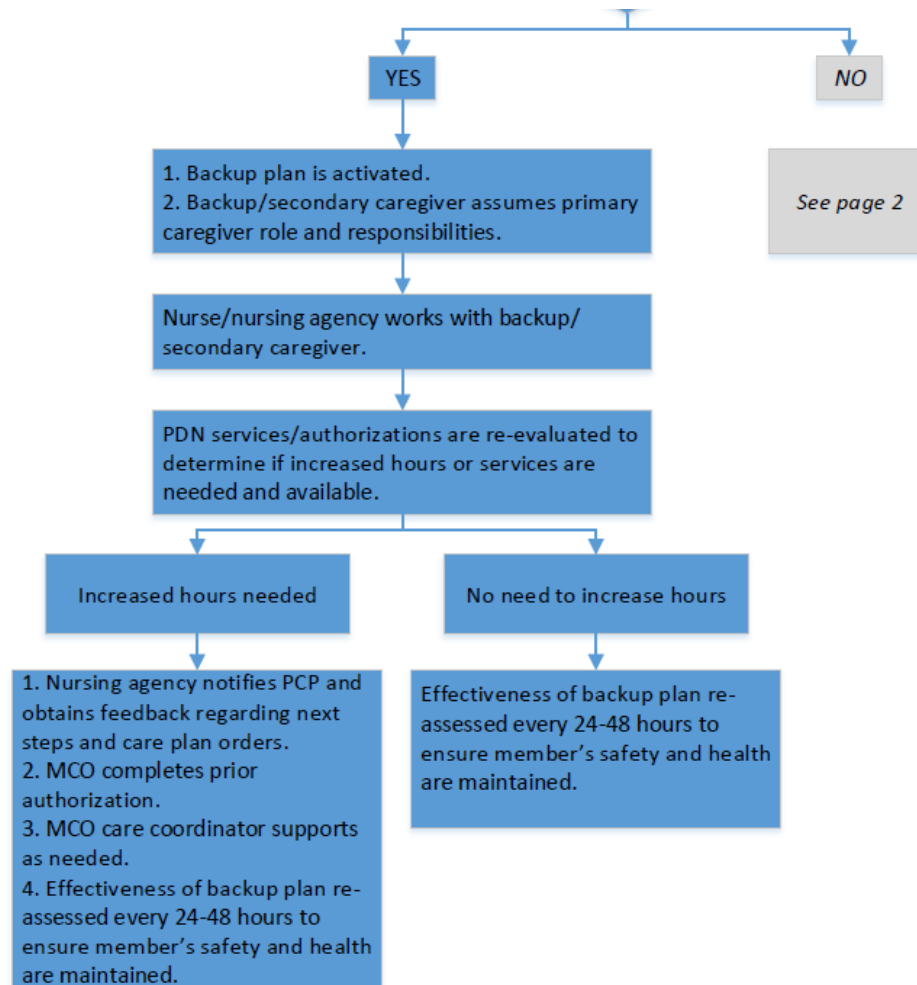 YES
NO
1. Backup plan is activated.
2. Backup/secondary caregiver assumes primary
caregiver role and responsibilities.
See page 2
Nurse/nursing agency works with backup/
secondary caregiver.
PDN services/authorizations are re-evaluated to
determine if increased hours or services are
needed and available.
Increased hours needed
No need to increase hours
1. Nursing agency notifies PCP and
obtains feedback regarding next
steps and care plan orders.
2. MCO completes prior
authorization.
3. MCO care coordinator supports
as needed.
4. Effectiveness of backup plan re-
assessed every 24-48 hours to
ensure member’s safety and health
are maintained.
Effectiveness of backup plan re-
assessed every 24-48 hours to
ensure member’s safety and health
are maintained.